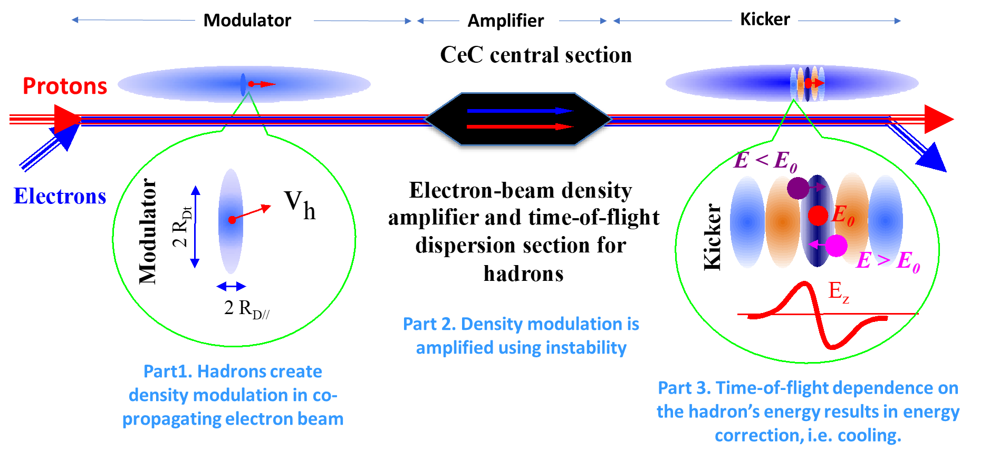 Modulator
Amplifier
Kicker
CeC central section
Protons
Electrons
Modulator
2 R_Dt
v_h
2 R_D//
Electron-beam density
amplifier and time-of-flight
dispersion section for
hadrons
Kicker
E < E_0
E_0
E > E_0
E_z
Part1. Hadrons create
density modulation in co-
propagating electron beam
Part 2. Density modulation is
amplified using instability
Part 3. Time-of-flight dependence on
the hadron’s energy results in energy
correction, i.e. cooling.